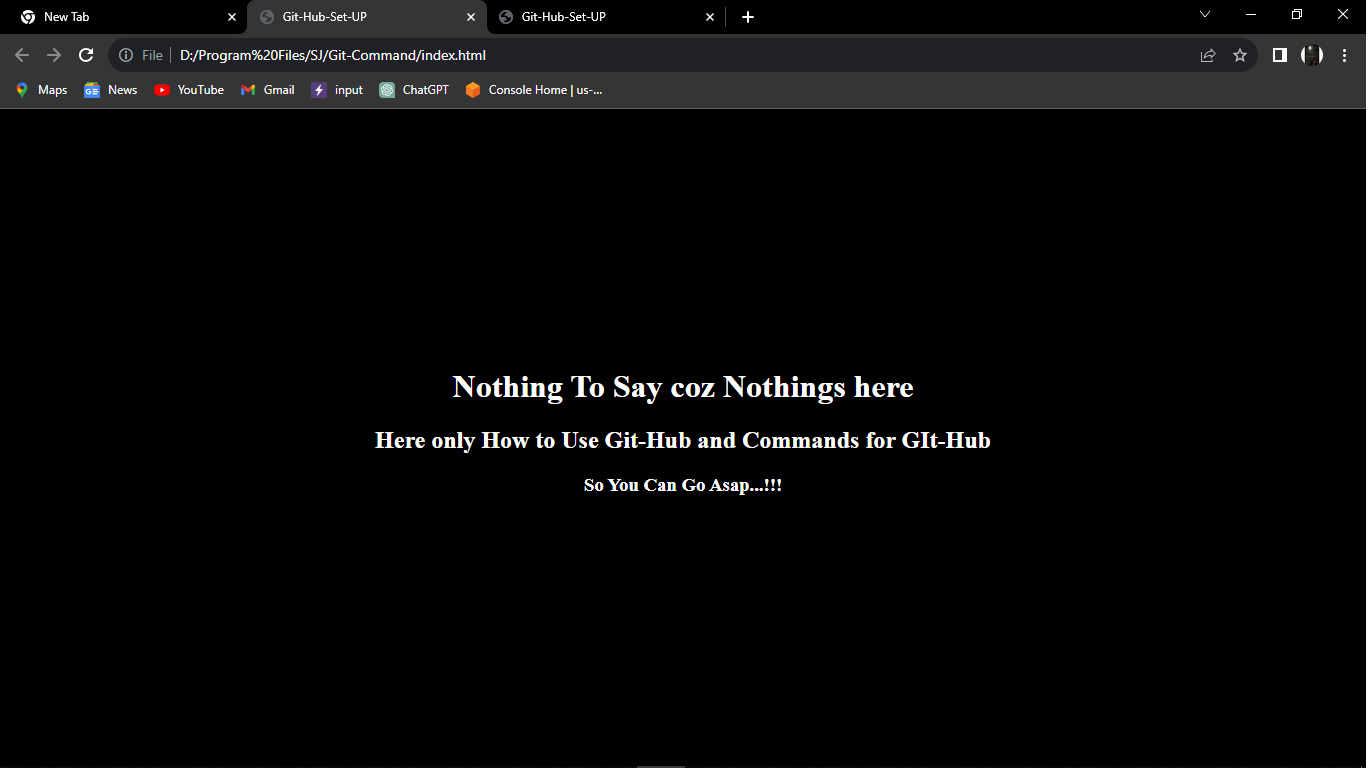 New Tab
Git-Hub-Set-UP
Git-Hub-Set-UP
File
D:/Program%20Files/SJ/Git-Command/index.html
Maps
GE
News
YouTube
Gmail
input
ChatGPT
Console Home | us-...
Nothing To Say coz Nothings here
Here only How to Use Git-Hub and Commands for GIt-Hub
So You Can Go Asap...!!!